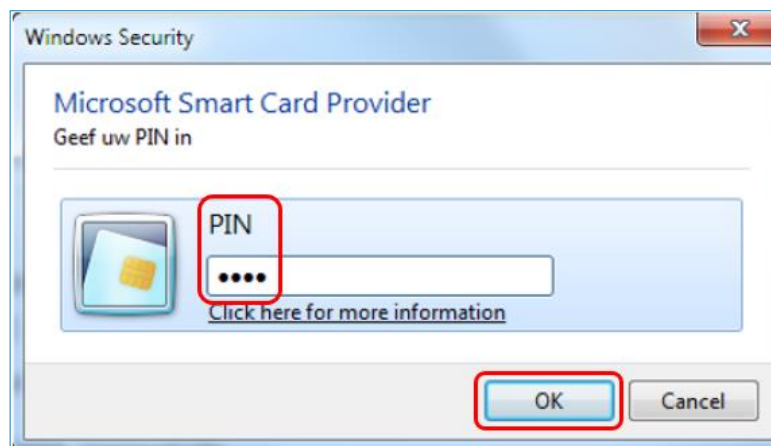 Windows Security
Microsoft Smart Card Provider
Geef uw PIN in
PIN
••••
Click here for more information
OK Cancel